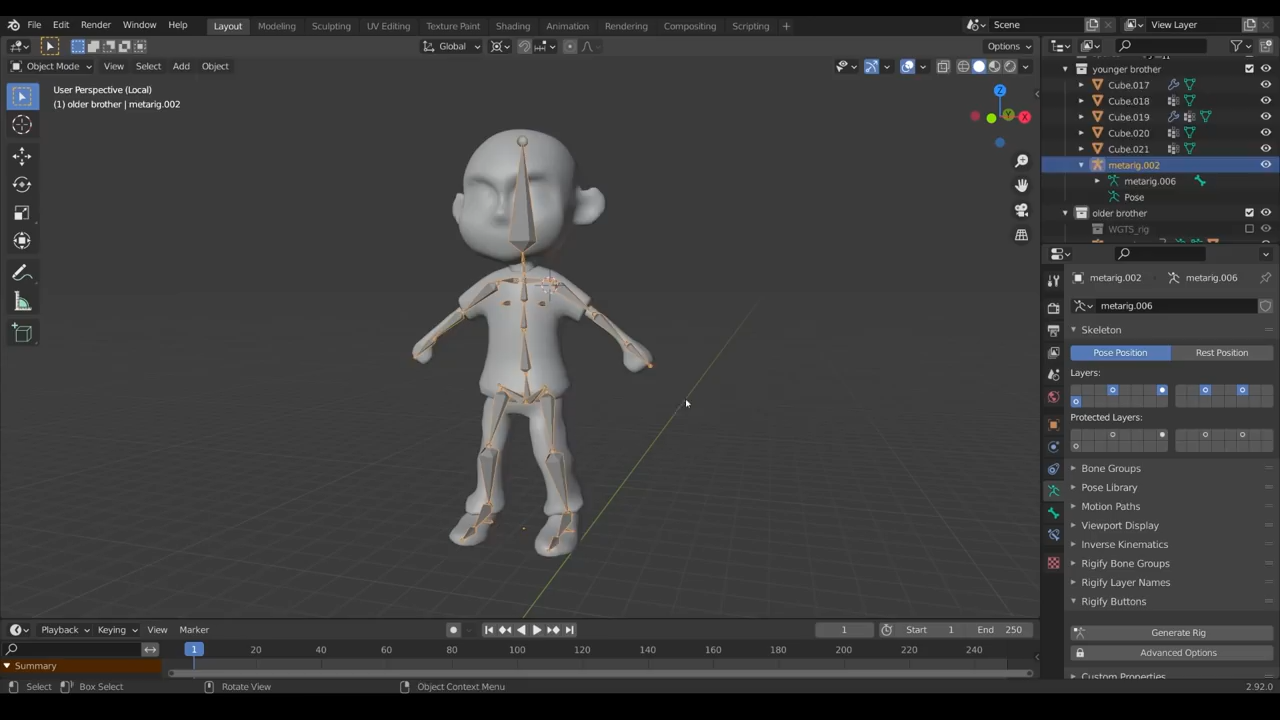 File Edit Render Window Help Layout Modeling Sculpting UV Editing Texture Paint Shading Animation Rendering Compositing Scripting + Scene View Layer
Global Options
Object Mode View Select Add Object
User Perspective (Local)
(1) older brother | metarig.002
Z
Y
X
younger brother
Cube.017
Cube.018
Cube.019
Cube.020
Cube.021
metarig.002
metarig.006
Pose
older brother
WGTS_rig
metarig.002 metarig.006
metarig.006
Skeleton
Pose Position Rest Position
Layers:
Protected Layers:
Bone Groups
Pose Library
Motion Paths
Viewport Display
Inverse Kinematics
Rigify Bone Groups
Rigify Layer Names
Rigify Buttons
Generate Rig
Advanced Options
Custom Properties
Playback Keying View Marker 1 Start 1 End 250
1 20 40 60 80 100 120 140 160 180 200 220 240
Summary
Select Box Select Rotate View Object Context Menu 2.92.0